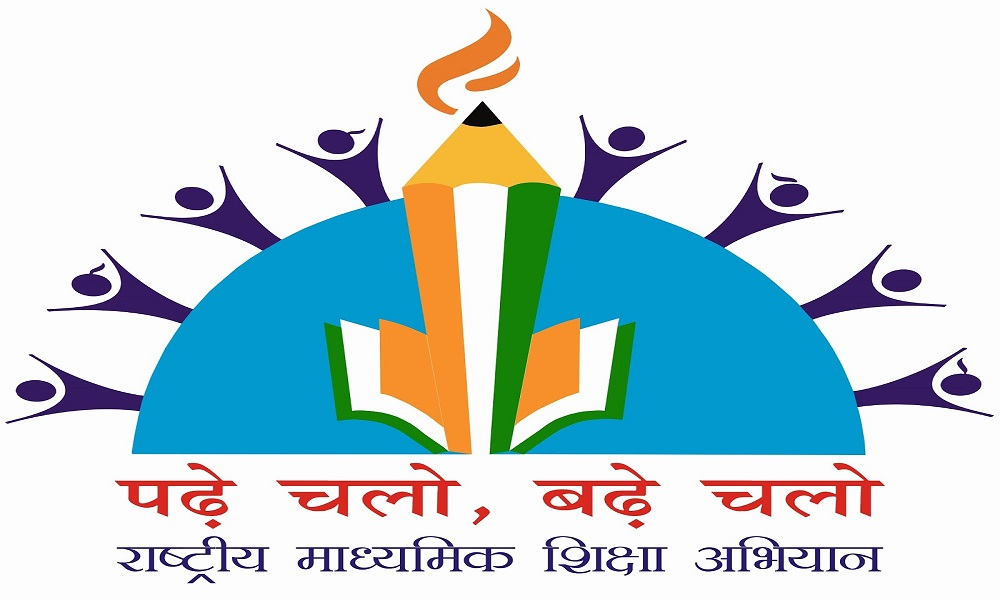 पढ़े चलो, बढ़े चलो
राष्ट्रीय माध्यमिक शिक्षा अभियान